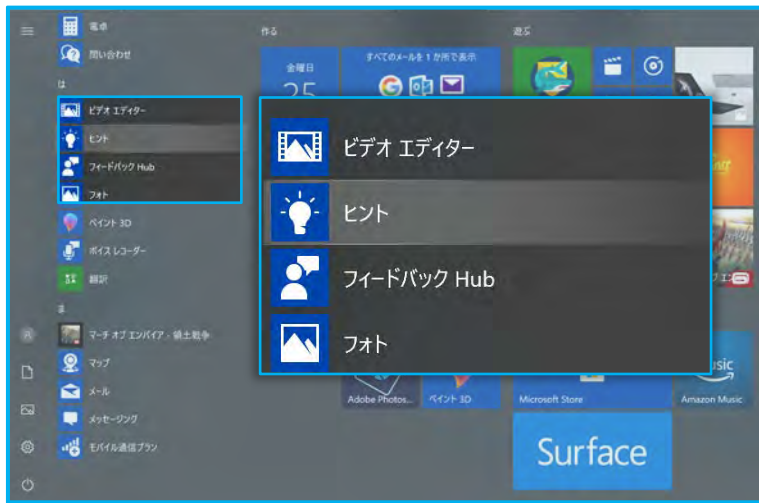 電卓
問い合わせ
は
ビデオ エディター
ヒント
フィードバック Hub
フォト
ペイント 3D
ボイス レコーダー
翻訳
ま
マーチ オブ エンパイア - 領土戦争
マップ
メール
メッセージング
モバイル通信プラン
作る
金曜日
25
すべてのメールを 1 か所で表示
遊ぶ
ビデオ エディター
ヒント
フィードバック Hub
フォト
Adobe Photos...
ペイント 3D
Microsoft Store
Amazon Music
Surface